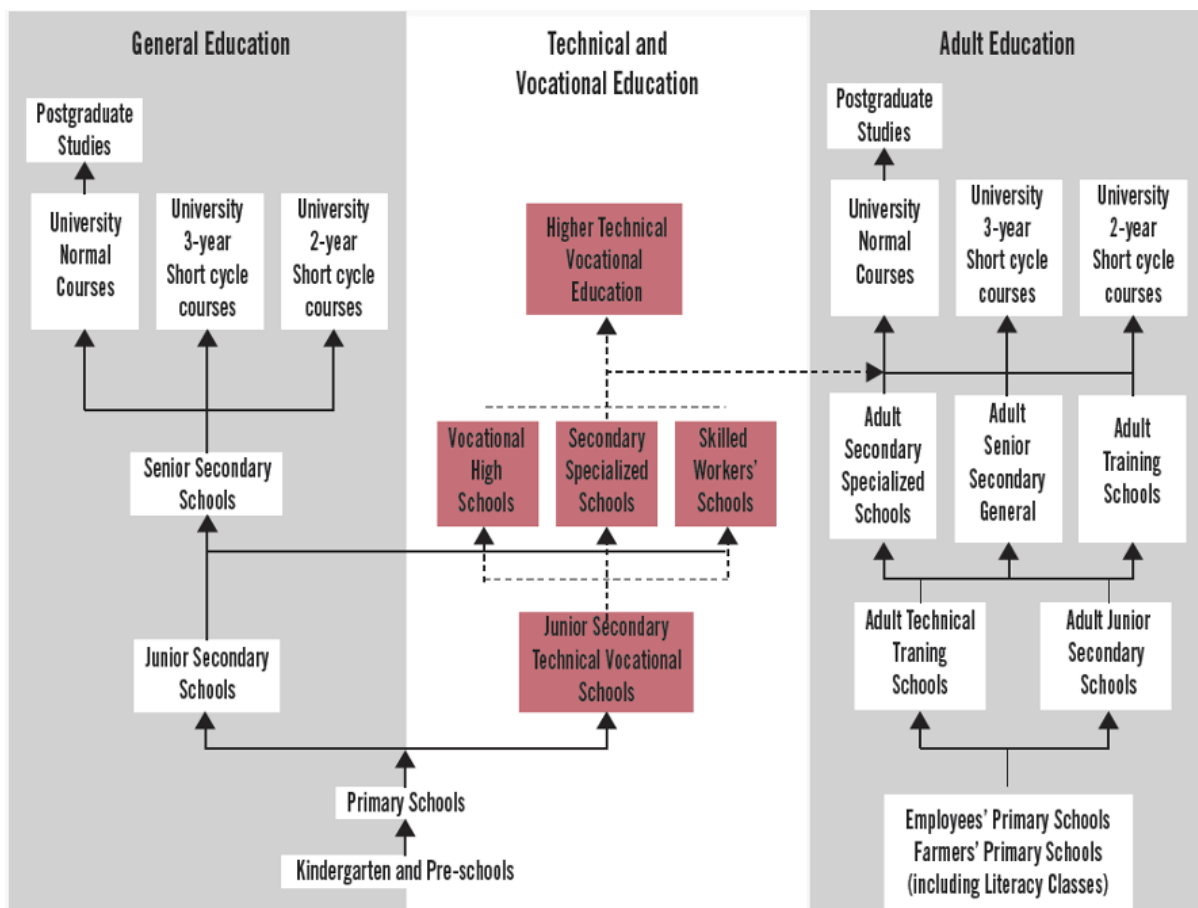 General Education
Technical and
Vocational Education
Adult Education
Postgraduate
Studies
University
Normal
Courses
University
3-year
Short cycle
courses
University
2-year
Short cycle
courses
Senior Secondary
Schools
Junior Secondary
Schools
Primary Schools
Kindergarten and Pre-schools
Higher Technical
Vocational
Education
Vocational
High
Schools
Secondary
Specialized
Schools
Skilled
Workers'
Schools
Junior Secondary
Technical Vocational
Schools
Postgraduate
Studies
University
Normal
Courses
University
3-year
Short cycle
courses
University
2-year
Short cycle
courses
Adult
Secondary
Specialized
Schools
Adult
Senior
Secondary
General
Adult
Training
Schools
Adult Technical
Traning
Schools
Adult Junior
Secondary
Schools
Employees' Primary Schools
Farmers' Primary Schools
(including Literacy Classes)